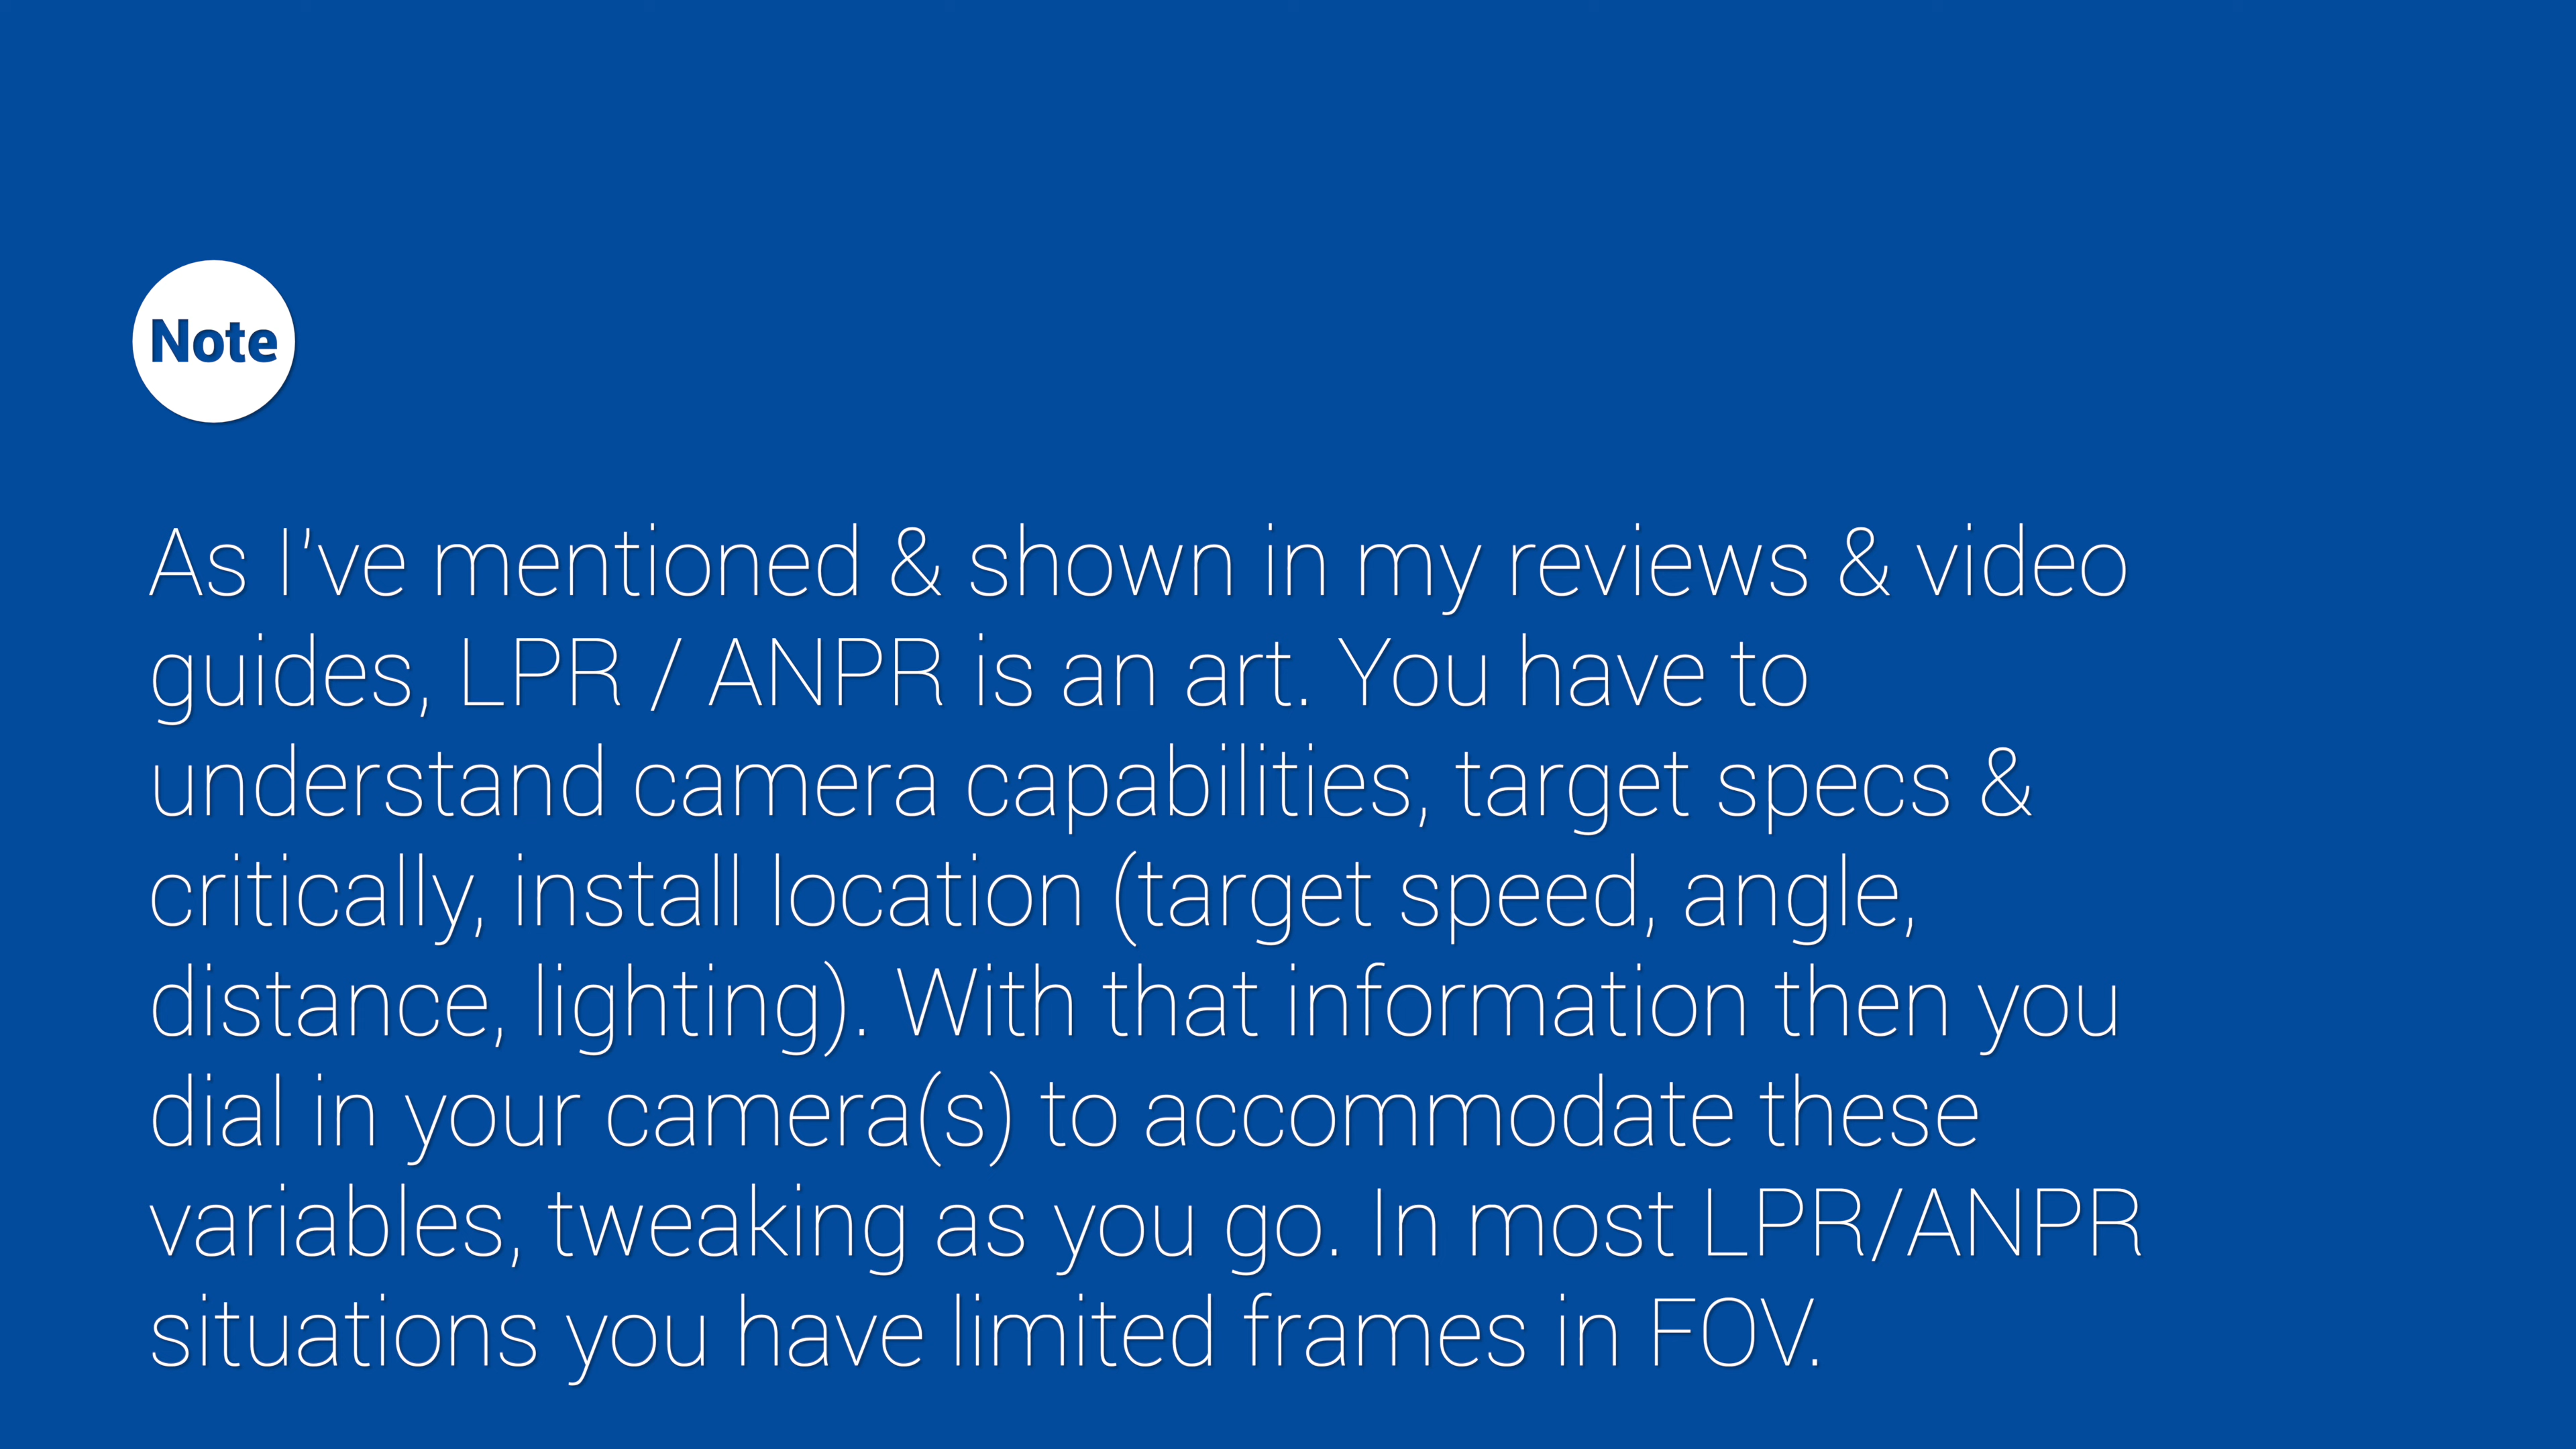 Note
As I've mentioned & shown in my reviews & video
guides, LPR / ANPR is an art. You have to
understand camera capabilities, target specs &
critically, install location (target speed, angle,
distance, lighting). With that information then you
dial in your camera(s) to accommodate these
variables, tweaking as you go. In most LPR/ANPR
situations you have limited frames in FOV.